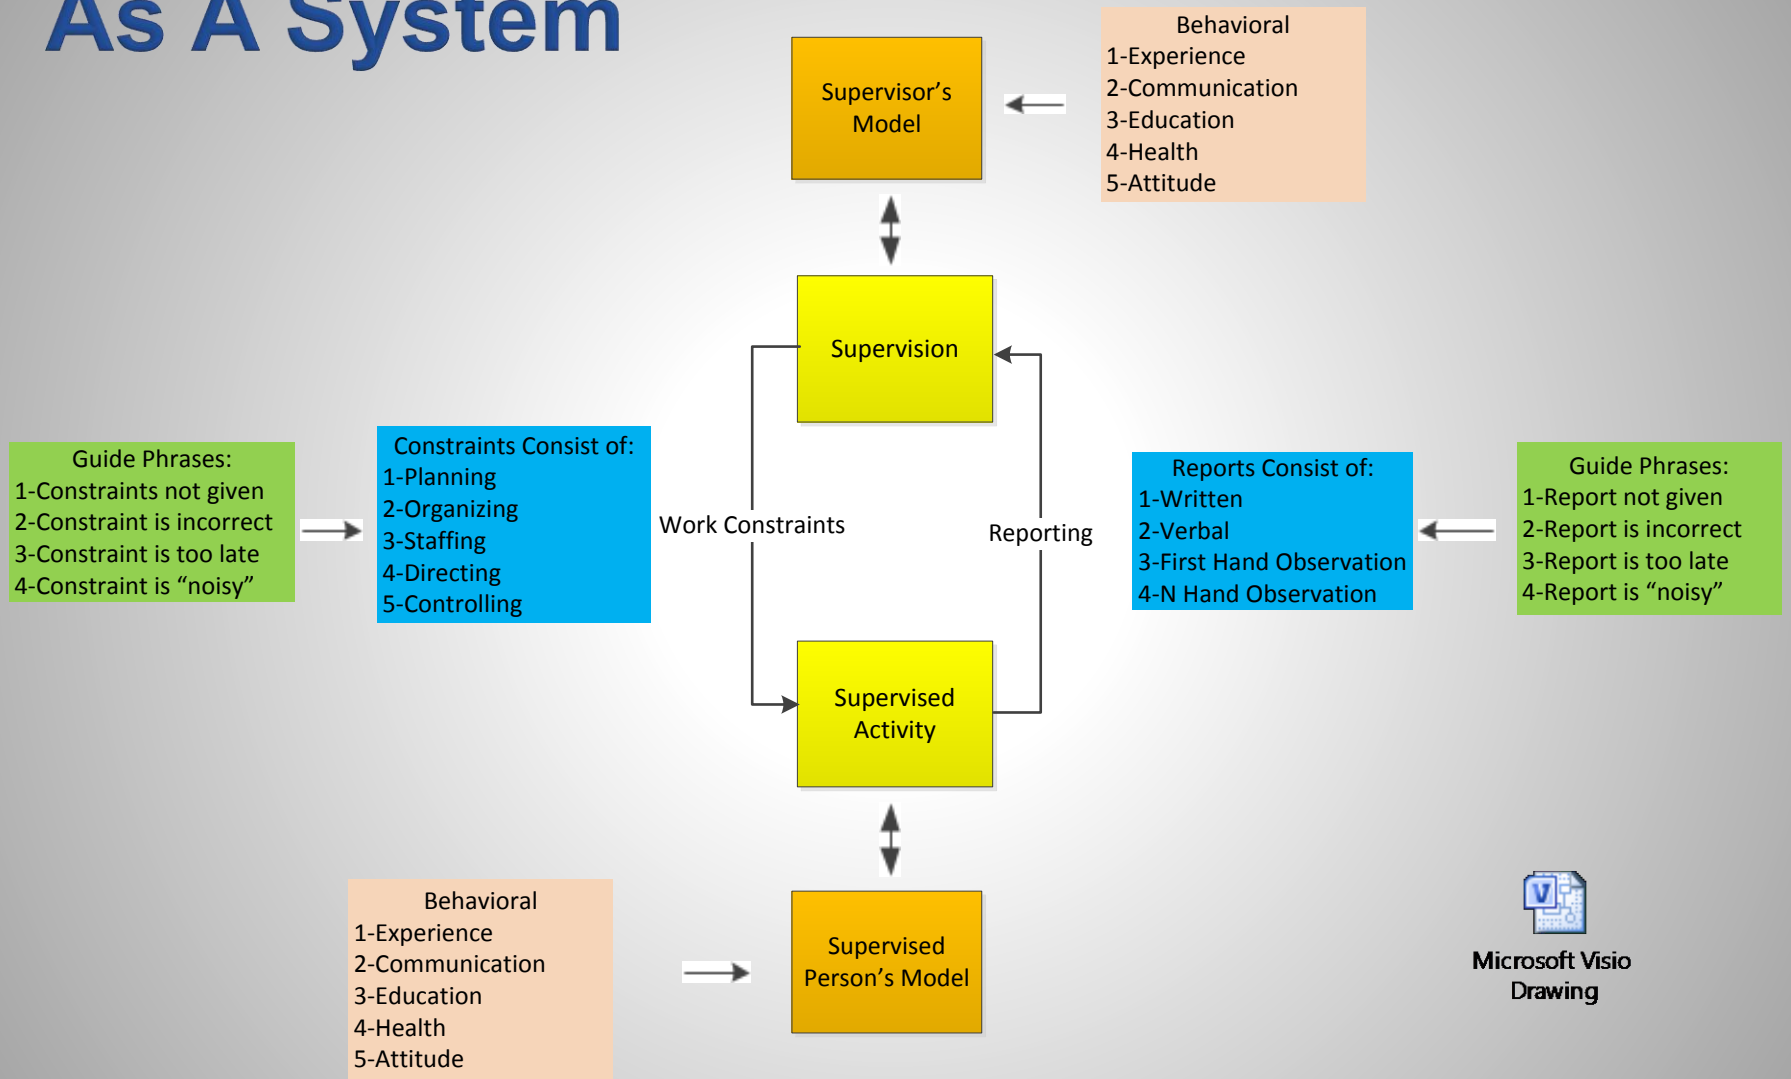 As A System
Behavioral
1-Experience
2-Communication
3-Education
4-Health
5-Attitude
Supervisor’s
Model
Supervision
Guide Phrases:
1-Constraints not given
2-Constraint is incorrect
3-Constraint is too late
4-Constraint is “noisy”
Constraints Consist of:
1-Planning
2-Organizing
3-Staffing
4-Directing
5-Controlling
Work Constraints
Reporting
Reports Consist of:
1-Written
2-Verbal
3-First Hand Observation
4-N Hand Observation
Guide Phrases:
1-Report not given
2-Report is incorrect
3-Report is too late
4-Report is “noisy”
Supervised
Activity
Behavioral
1-Experience
2-Communication
3-Education
4-Health
5-Attitude
Supervised
Person’s Model
V
Microsoft Visio
Drawing